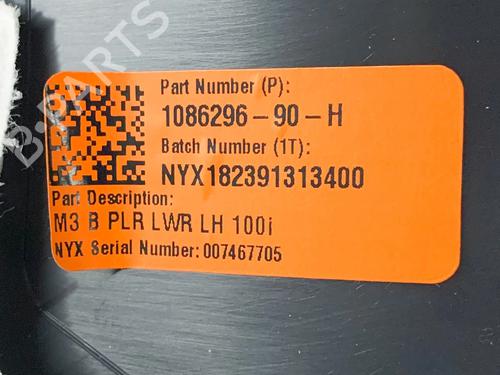 Part Number (P):
1086296-90-H
Batch Number (1T):
NYX182391313400
Part Description:
M3 B PLR LWR LH 100i
NYX Serial Number: 007467705
B-PARTS